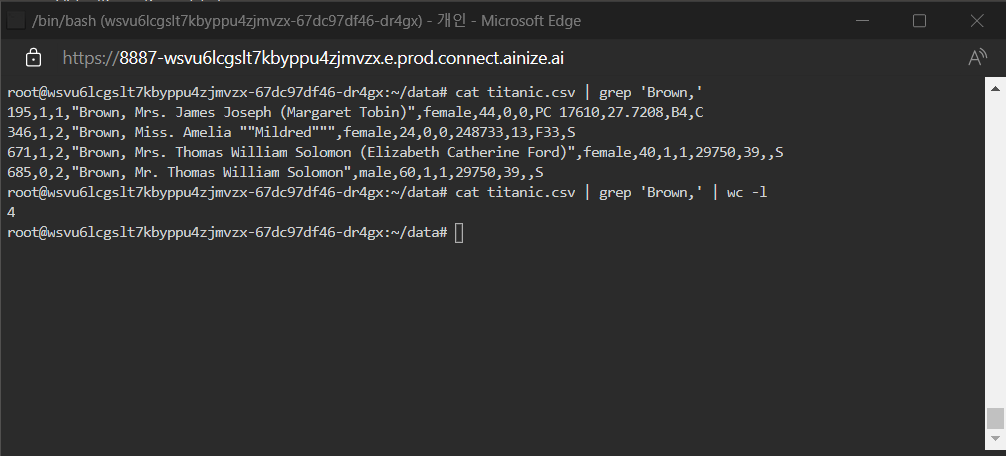 /bin/bash (wsvu6lcgslt7kbyppu4zjmvzx-67dc97df46-dr4gx) - 개인 - Microsoft Edge
https://8887-wsvu6lcgslt7kbyppu4zjmvzx.e.prod.connect.ainize.ai
root@wsvu6lcgslt7kbyppu4zjmvzx-67dc97df46-dr4gx:~/data# cat titanic.csv | grep 'Brown,'
195,1,1,"Brown, Mrs. James Joseph (Margaret Tobin)",female,44,0,0,PC 17610,27.7208,B4,C
346,1,2,"Brown, Miss. Amelia ""Mildred""",female,24,0,0,248733,13,F33,S
671,1,2,"Brown, Mrs. Thomas William Solomon (Elizabeth Catherine Ford)",female,40,1,1,29750,39,,S
685,0,2,"Brown, Mr. Thomas William Solomon",male,60,1,1,29750,39,,S
root@wsvu6lcgslt7kbyppu4zjmvzx-67dc97df46-dr4gx:~/data# cat titanic.csv | grep 'Brown,' | wc -l
4
root@wsvu6lcgslt7kbyppu4zjmvzx-67dc97df46-dr4gx:~/data#